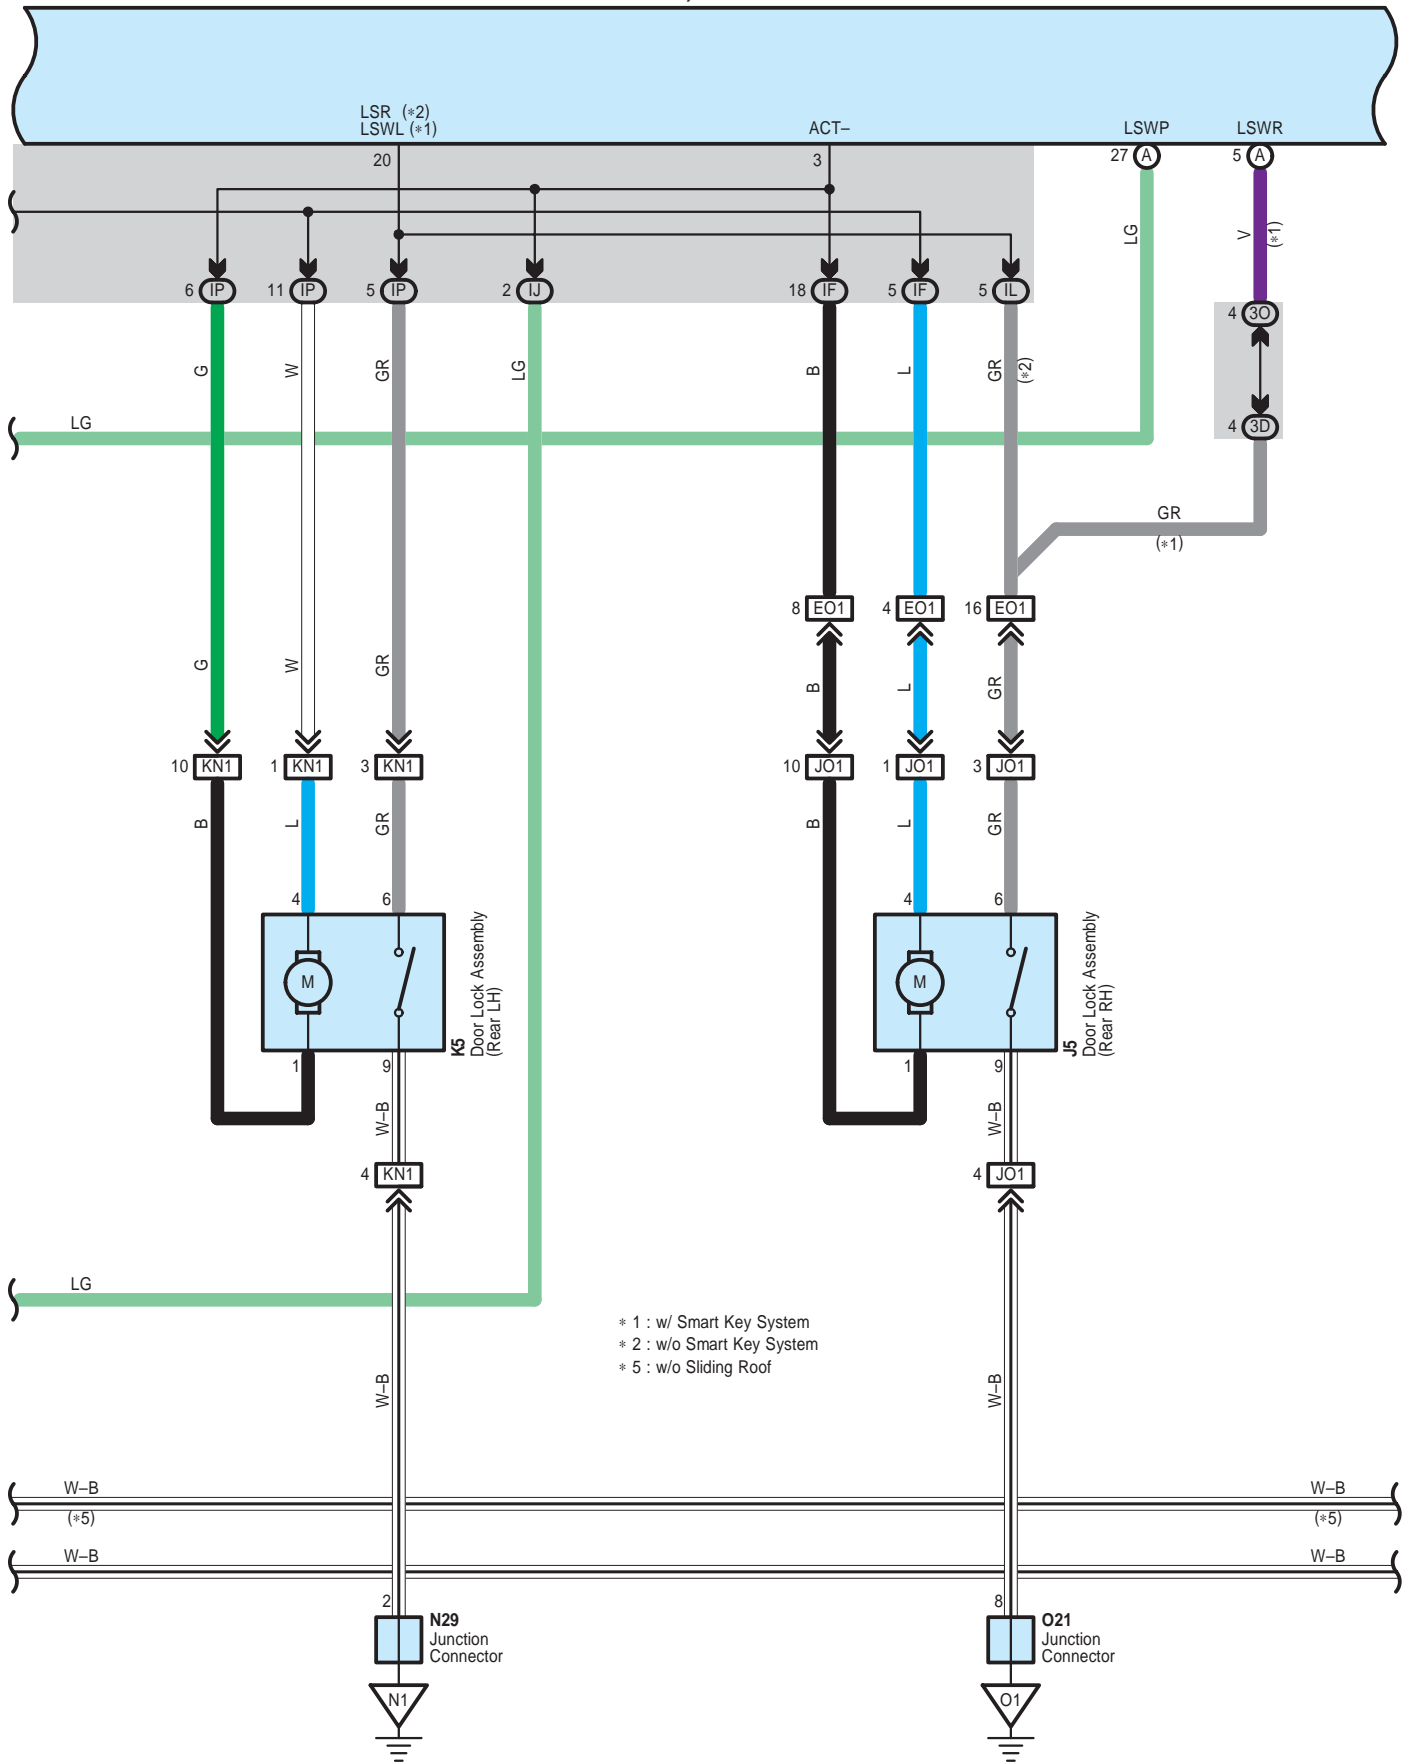 LSR (*2)
LSWL (*1)
ACT–
LSWP
LSWR
20
3
27 A
5 A
LG
V
(*1)
6 IP
11 IP
5 IP
2 IJ
18 IF
5 IF
5 IL
4 3O
G
W
GR
LG
B
L
GR
(*2)
LG
4 3D
GR
(*1)
8 EO1
4 EO1
16 EO1
G
W
GR
B
L
GR
10 KN1
1 KN1
3 KN1
10 JO1
1 JO1
3 JO1
B
L
GR
B
L
GR
4
6
4
6
M
M
K5
Door Lock Assembly
(Rear LH)
J5
Door Lock Assembly
(Rear RH)
1
9
1
9
W–B
W–B
4 KN1
4 JO1
LG
* 1 : w/ Smart Key System
* 2 : w/o Smart Key System
* 5 : w/o Sliding Roof
W–B
W–B
W–B
W–B
(*5)
(*5)
W–B
W–B
2
8
N29
Junction
Connector
O21
Junction
Connector
N1
O1